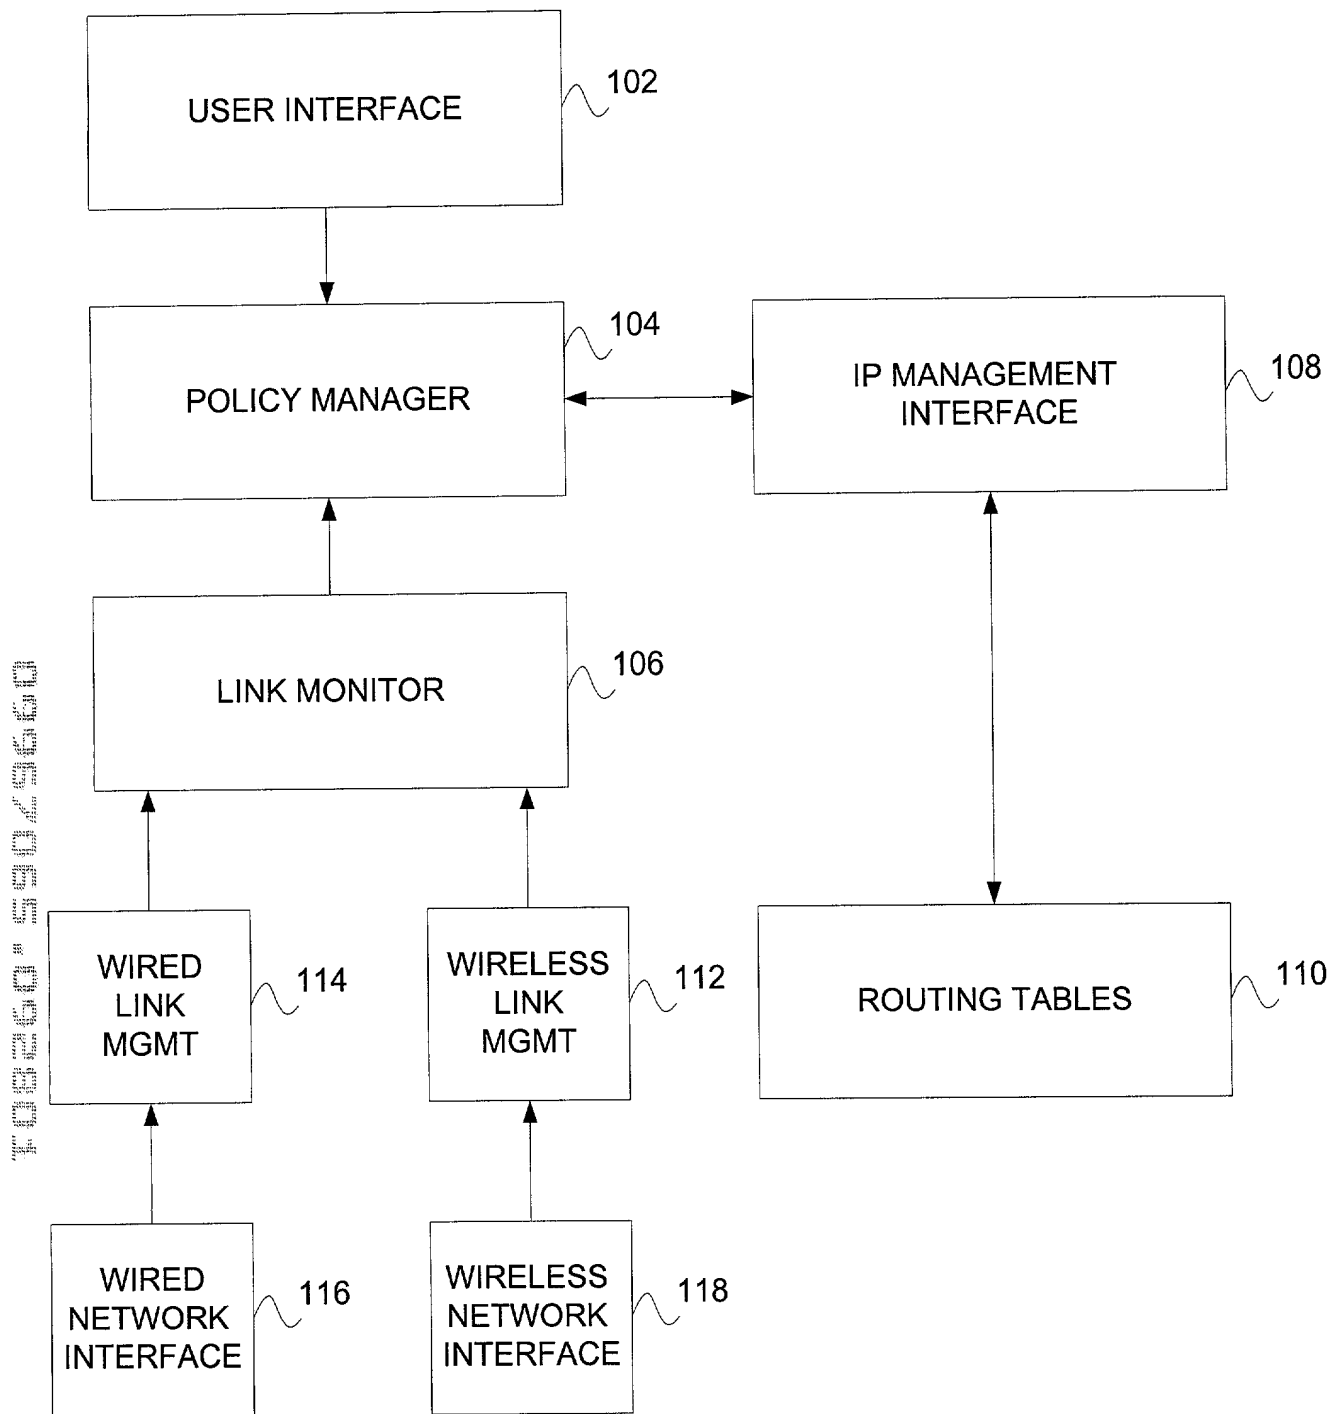 USER INTERFACE
102
POLICY MANAGER
104
IP MANAGEMENT
INTERFACE
108
LINK MONITOR
106
WIRED
LINK
MGMT
114
WIRELESS
LINK
MGMT
112
ROUTING TABLES
110
WIRED
NETWORK
INTERFACE
116
WIRELESS
NETWORK
INTERFACE
118